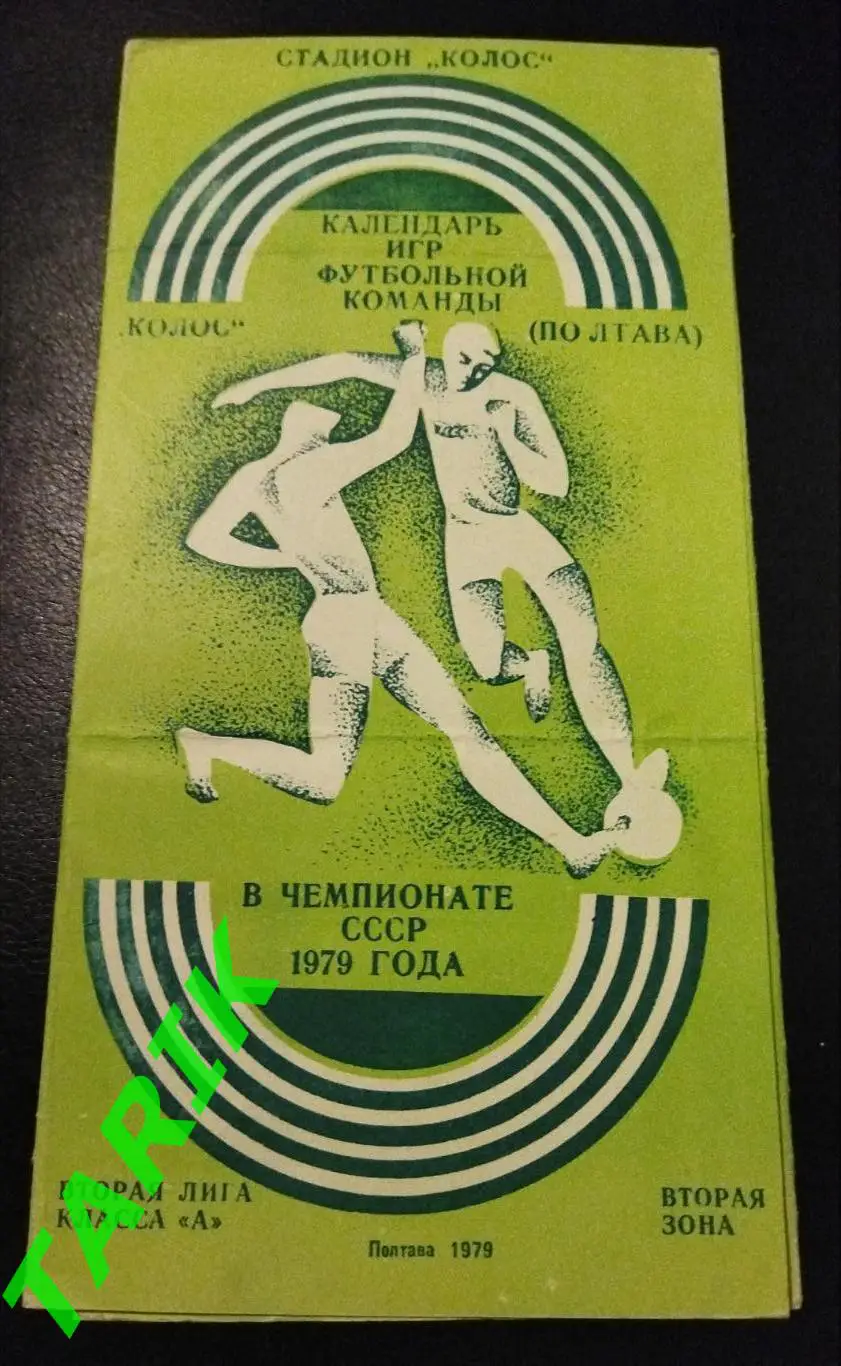 СТАДИОН „КОЛОС“
КАЛЕНДАРЬ
ИГР
ФУТБОЛЬНОЙ
КОМАНДЫ
„КОЛОС“ (ПОЛТАВА)
В ЧЕМПИОНАТЕ
СССР
1979 ГОДА
ВТОРАЯ ЛИГА
КЛАССА «А»
ВТОРАЯ
ЗОНА
Полтава 1979
TARIK